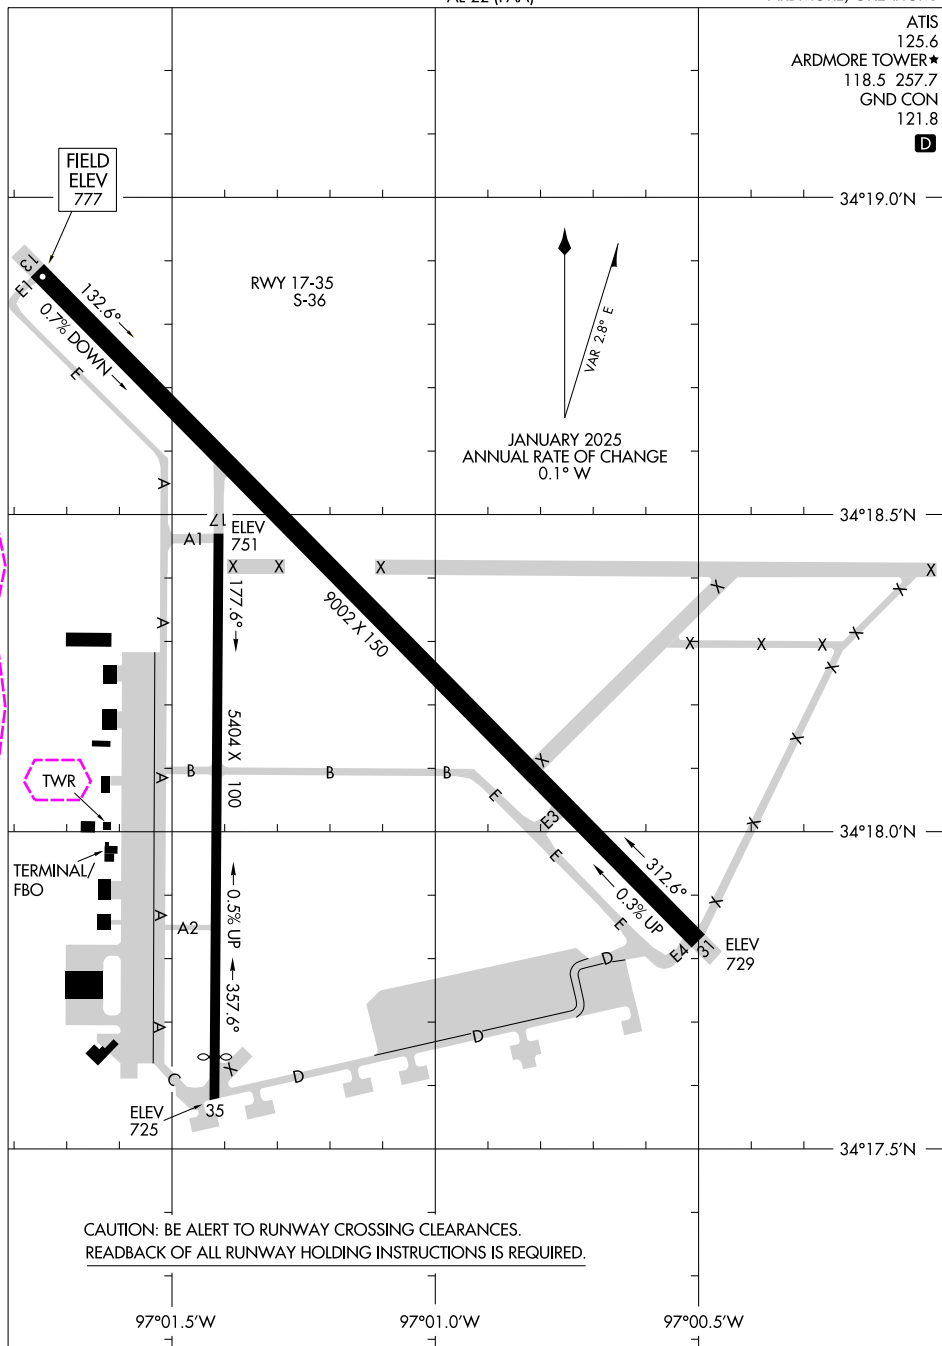 ATIS
125.6
ARDMORE TOWER★
118.5 257.7
GND CON
121.8
D
FIELD
ELEV
777
34°19.0'N
13
E1
132.6°
0.7% DOWN
RWY 17-35
S-36
VAR 2.8° E
E
JANUARY 2025
ANNUAL RATE OF CHANGE
0.1° W
A
34°18.5'N
17
ELEV
751
A1
X
X
X
X
177.6°
9002 X 150
X
X
A
X
X
X
X
X
5404 X 100
X
B
B
B
A
TWR
E
X
E3
X
34°18.0'N
TERMINAL/
FBO
E
312.6°
0.3% UP
0.5% UP
A
A2
E
X
E4
31
ELEV
729
D
357.6°
A
D
X
C
D
ELEV
725
35
34°17.5'N
CAUTION: BE ALERT TO RUNWAY CROSSING CLEARANCES.
READBACK OF ALL RUNWAY HOLDING INSTRUCTIONS IS REQUIRED.
97°01.5'W
97°01.0'W
97°00.5'W